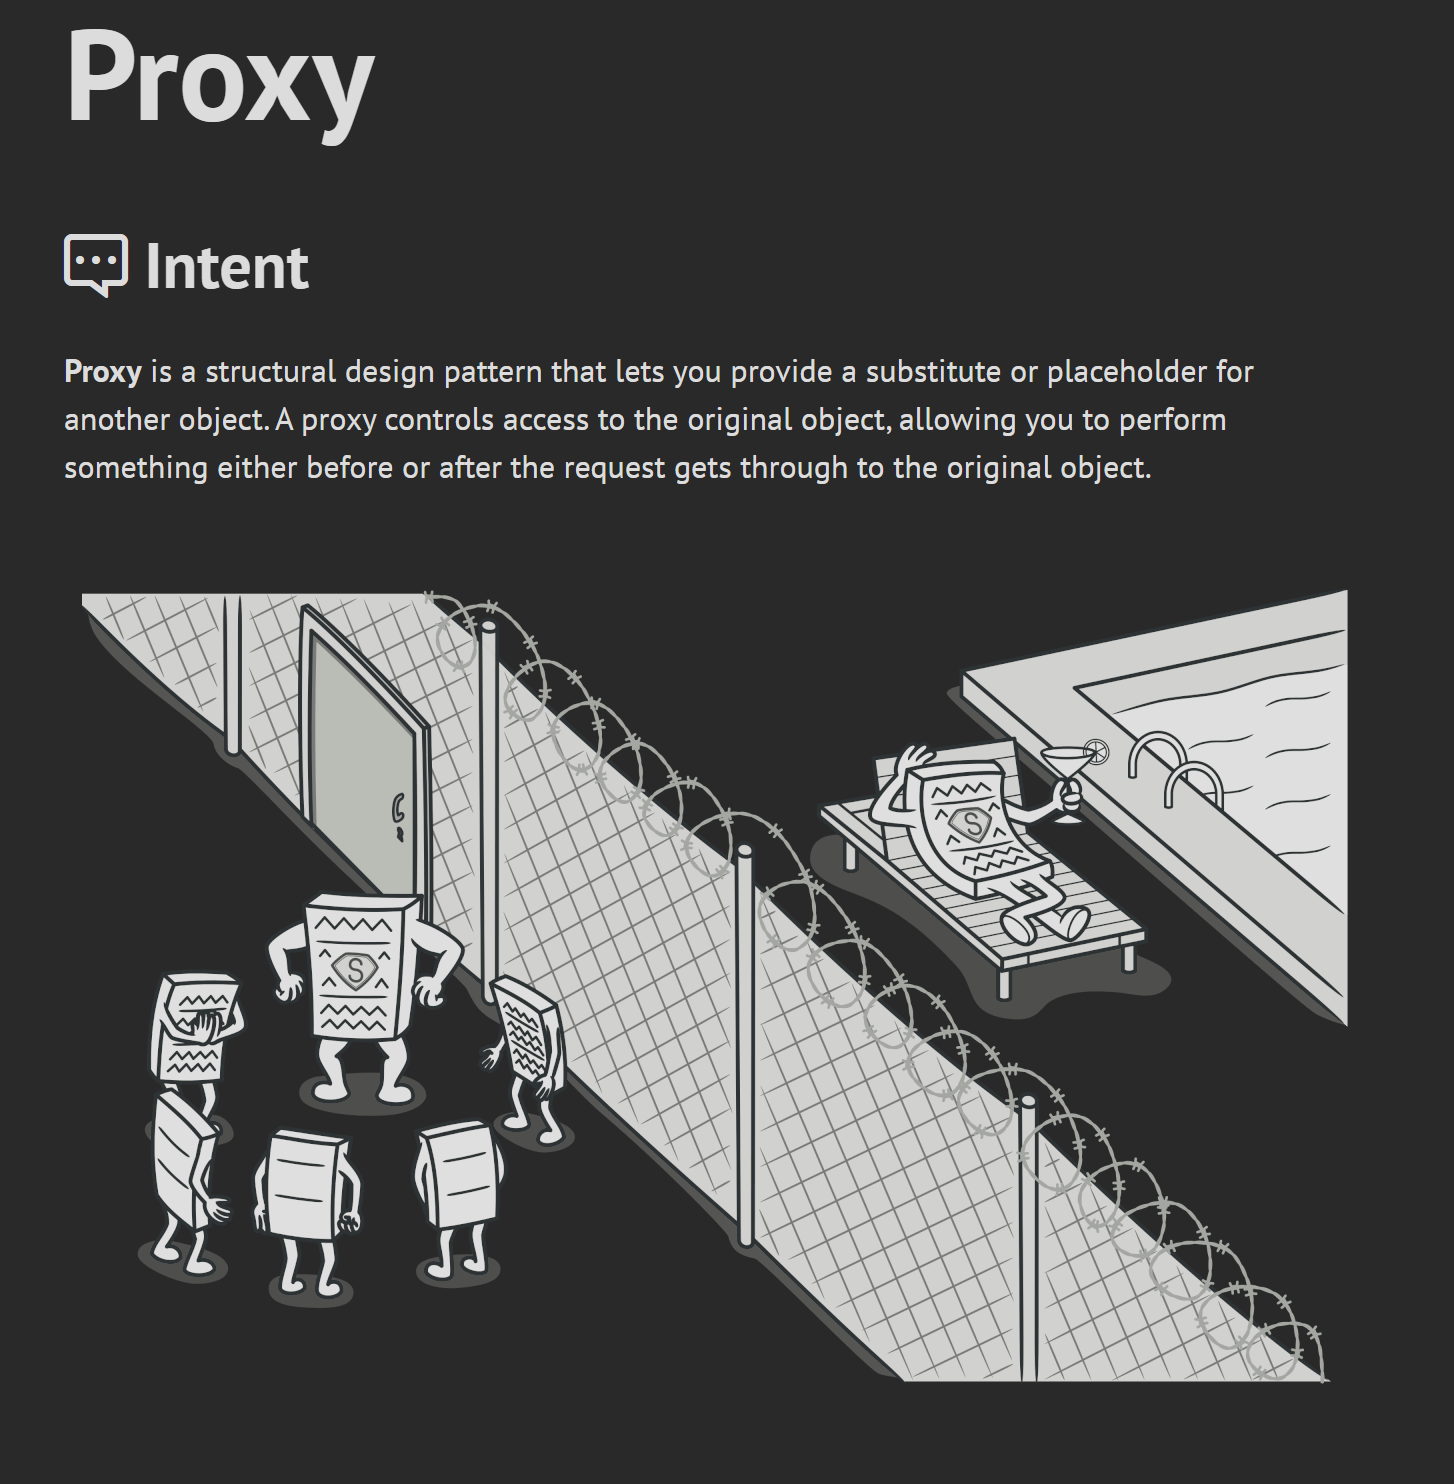 Proxy
Intent
Proxy is a structural design pattern that lets you provide a substitute or placeholder for
another object. A proxy controls access to the original object, allowing you to perform
something either before or after the request gets through to the original object.
S
S